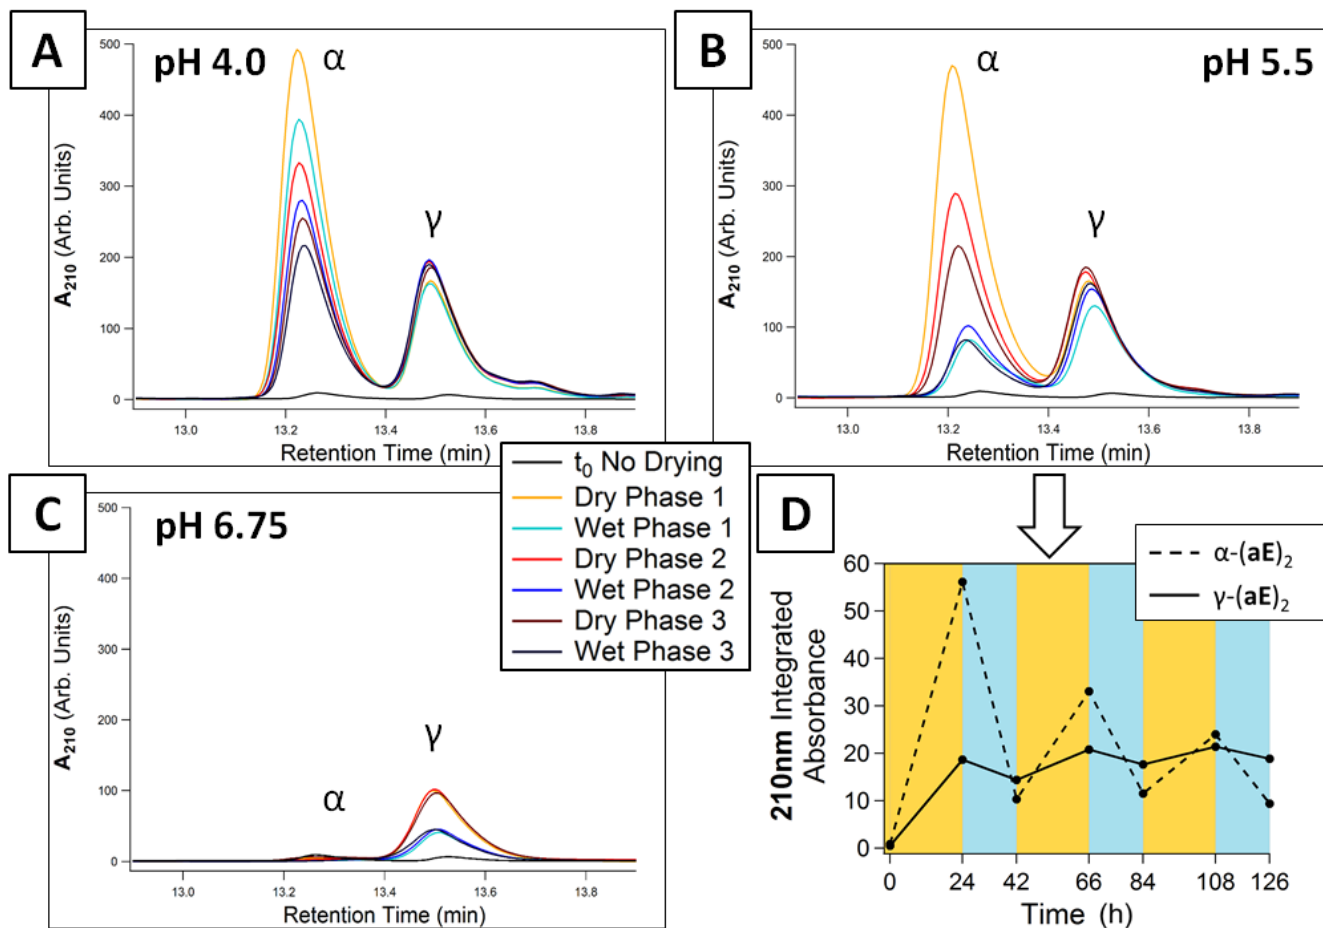 A
pH 4.0
α
γ
500
400
300
200
100
0
A210 (Arb. Units)
13.0
13.2
13.4
13.6
13.8
Retention Time (min)
B
pH 5.5
α
γ
500
400
300
200
100
0
A210 (Arb. Units)
13.0
13.2
13.4
13.6
13.8
Retention Time (min)
C
pH 6.75
α
γ
500
400
300
200
100
0
A210 (Arb. Units)
13.0
13.2
13.4
13.6
13.8
Retention Time (min)
t0 No Drying
Dry Phase 1
Wet Phase 1
Dry Phase 2
Wet Phase 2
Dry Phase 3
Wet Phase 3
D
α-(aE)2
γ-(aE)2
60
50
40
30
20
10
0
210nm Integrated
Absorbance
0
24
42
66
84
108
126
Time (h)